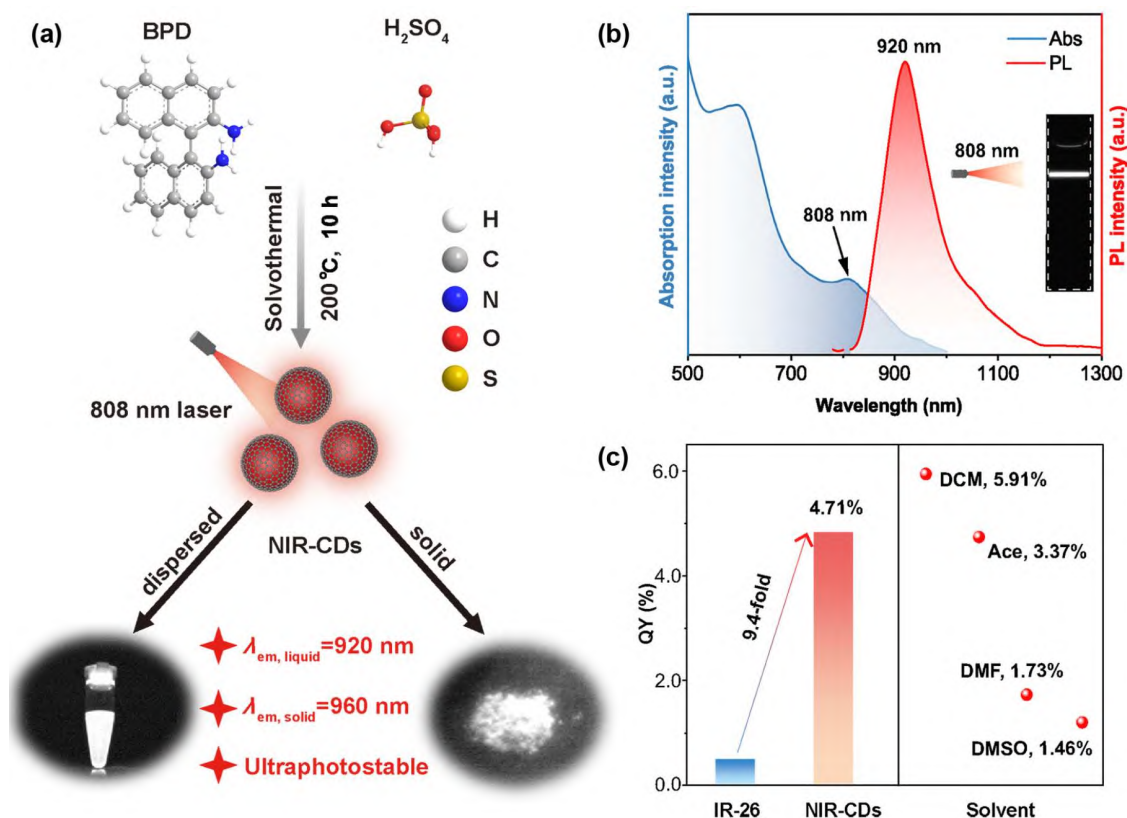 (a)
BPD
H₂SO₄
Solvothermal
200℃, 10 h
H
C
N
O
S
808 nm laser
NIR-CDs
dispersed
solid
λem, liquid=920 nm
λem, solid=960 nm
Ultraphotostable
(b)
920 nm
Abs
PL
808 nm
808 nm
Absorption intensity (a.u.)
PL intensity (a.u.)
500 700 900 1100 1300
Wavelength (nm)
(c)
6.0
4.0
2.0
0.0
QY (%)
4.71%
9.4-fold
DCM, 5.91%
Ace, 3.37%
DMF, 1.73%
DMSO, 1.46%
IR-26 NIR-CDs Solvent